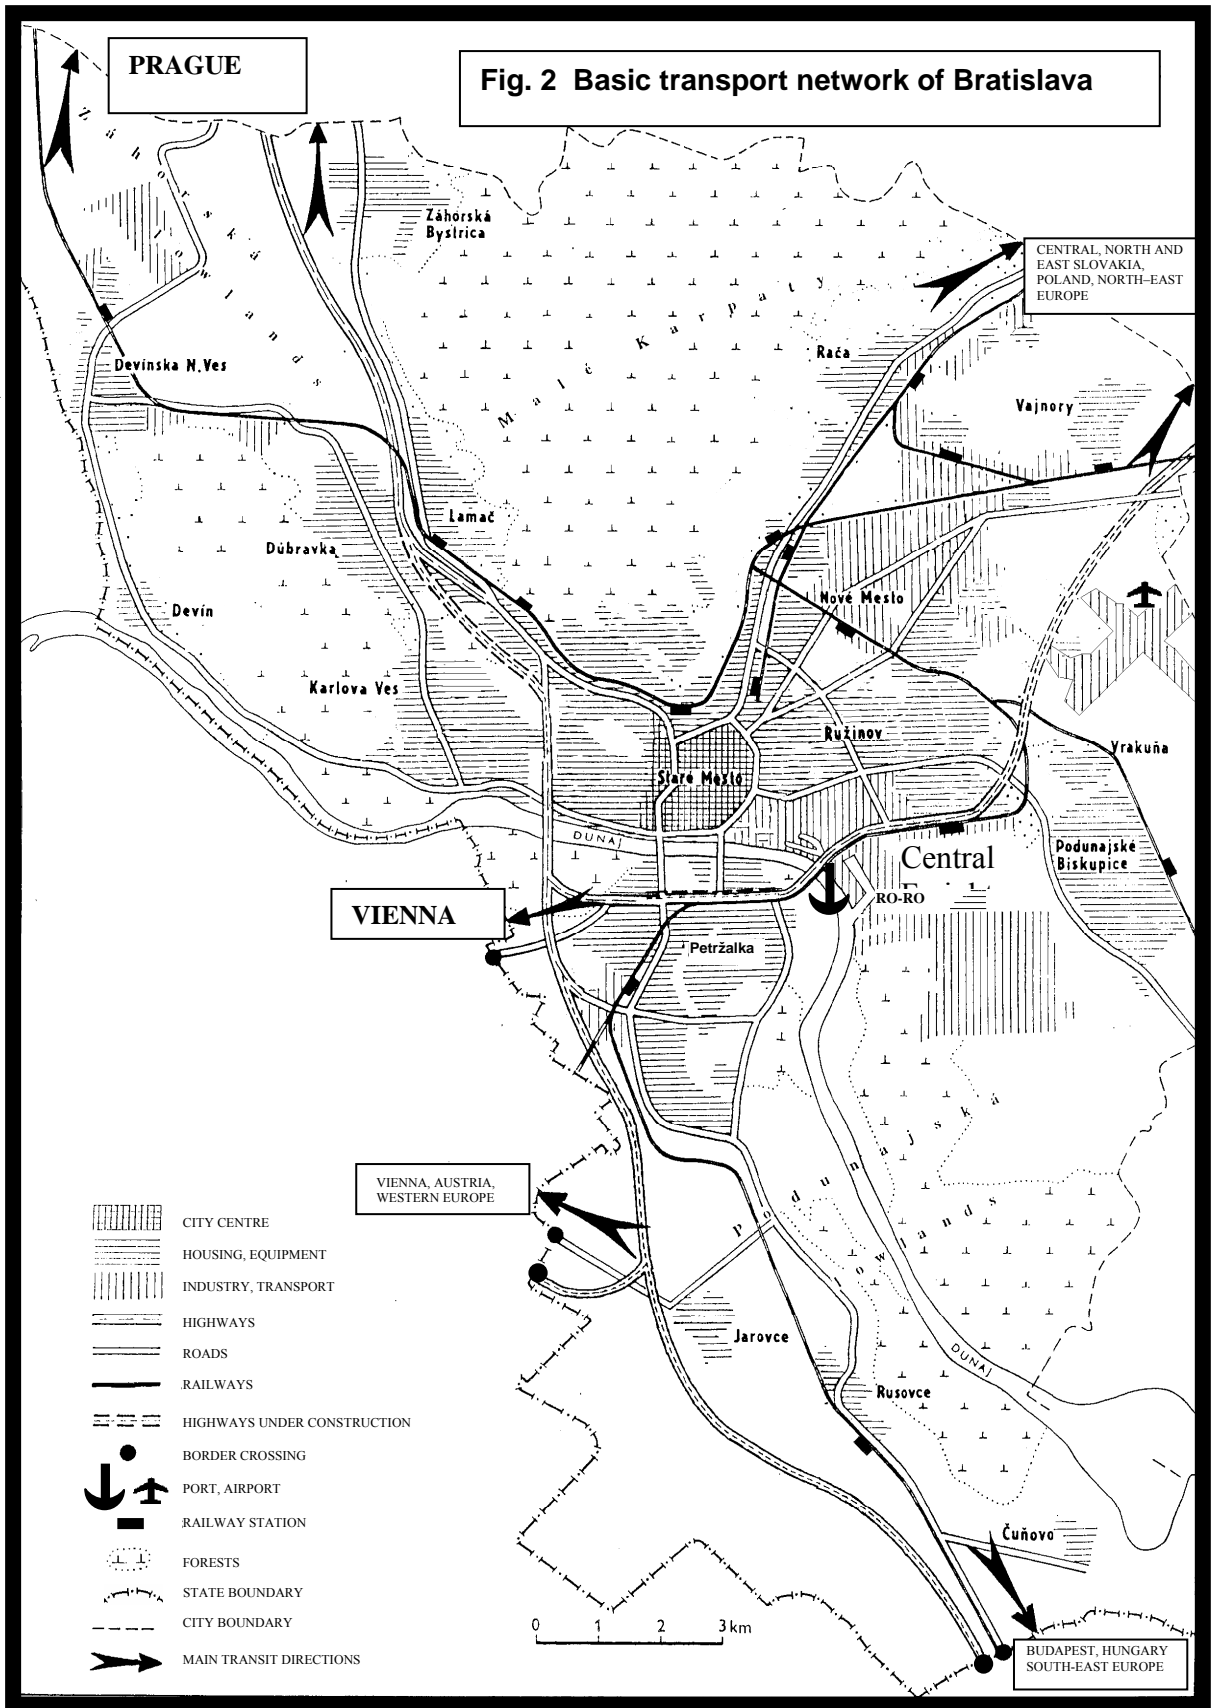 PRAGUE
Fig. 2 Basic transport network of Bratislava
Záhorská
lowlands
Záhorská
Bystrica
CENTRAL, NORTH AND
EAST SLOVAKIA,
POLAND, NORTH–EAST
EUROPE
Malé Karpaty
Rača
Devínska N.Ves
Vajnory
Lamač
Dúbravka
Nové Mesto
Devín
Karlova Ves
Ružinov
Vrakuňa
Staré Mesto
DUNAJ
Podunajské
Biskupice
Central
RO-RO
VIENNA
Petržalka
Podunajská
lowlands
VIENNA, AUSTRIA,
WESTERN EUROPE
Jarovce
DUNAJ
Rusovce
Čuňovo
CITY CENTRE
HOUSING, EQUIPMENT
INDUSTRY, TRANSPORT
HIGHWAYS
ROADS
RAILWAYS
HIGHWAYS UNDER CONSTRUCTION
BORDER CROSSING
PORT, AIRPORT
RAILWAY STATION
FORESTS
STATE BOUNDARY
CITY BOUNDARY
MAIN TRANSIT DIRECTIONS
0 1 2 3 km
BUDAPEST, HUNGARY
SOUTH-EAST EUROPE